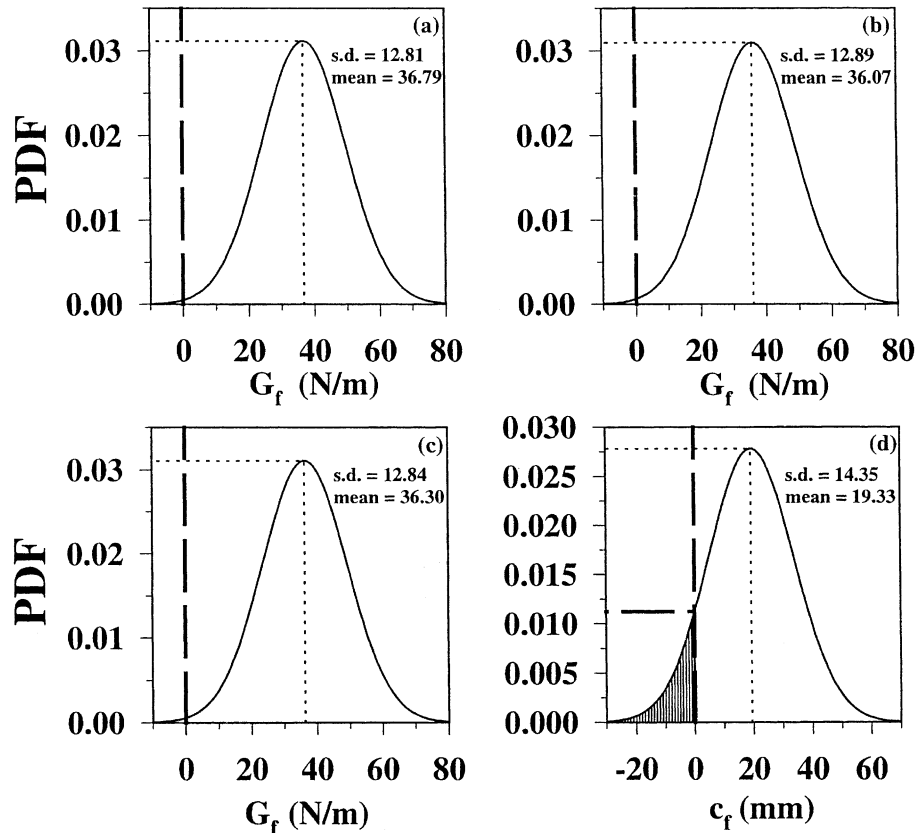 (a)
s.d. = 12.81
mean = 36.79
PDF
0.03
0.02
0.01
0.00
0 20 40 60 80
G_f (N/m)
(b)
s.d. = 12.89
mean = 36.07
0.03
0.02
0.01
0.00
0 20 40 60 80
G_f (N/m)
(c)
s.d. = 12.84
mean = 36.30
PDF
0.03
0.02
0.01
0.00
0 20 40 60 80
G_f (N/m)
(d)
s.d. = 14.35
mean = 19.33
0.030
0.025
0.020
0.015
0.010
0.005
0.000
-20 0 20 40 60
c_f (mm)